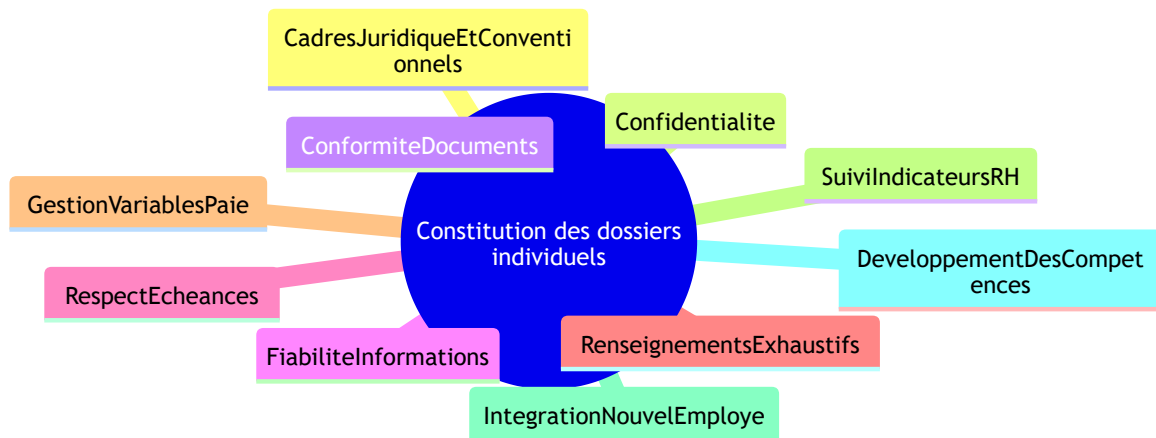 CadresJuridiqueEtConventi
onnels
Confidentialite
ConformiteDocuments
SuiviIndicateursRH
GestionVariablesPaie
Constitution des dossiers
individuels
DeveloppementDesCompet
ences
RespectEcheances
FiabiliteInformations
RenseignementsExhaustifs
IntegrationNouvelEmploye